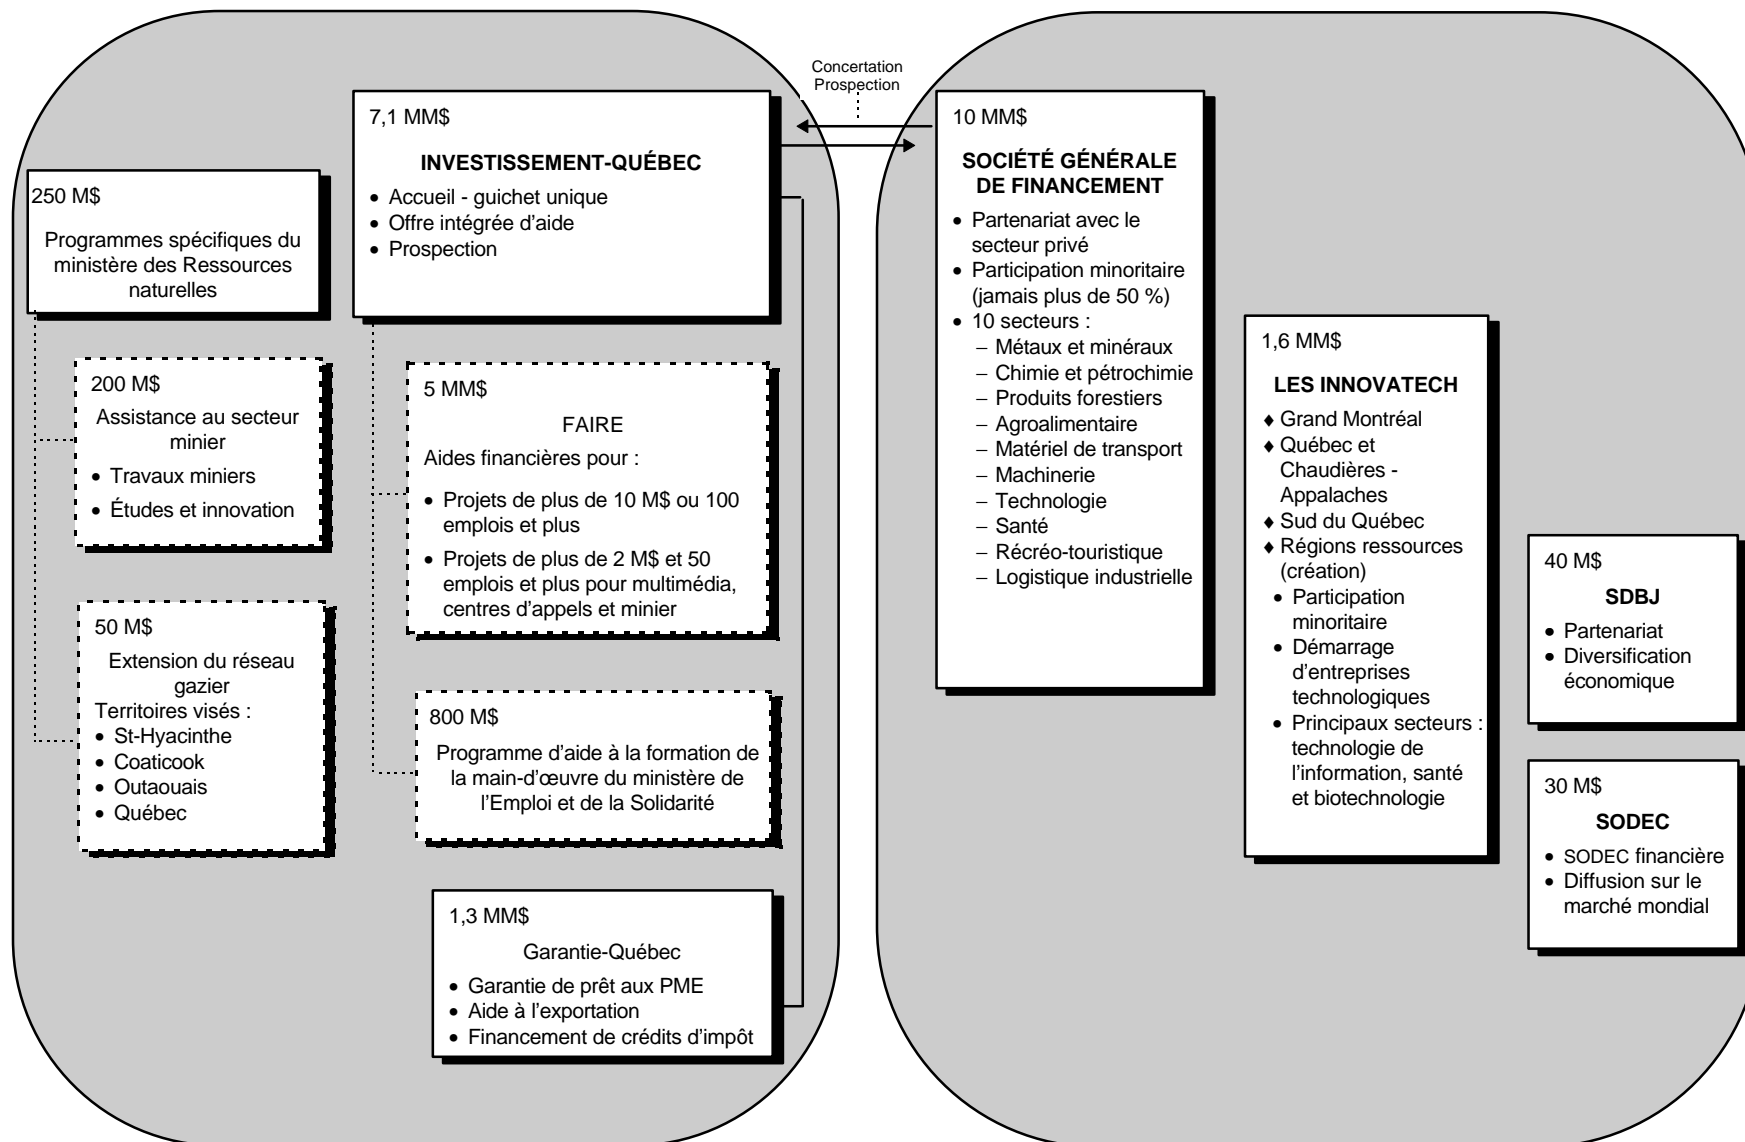 Concertation
Prospection
250 M$
Programmes spécifiques du
ministère des Ressources
naturelles
200 M$
Assistance au secteur
minier
• Travaux miniers
• Études et innovation
50 M$
Extension du réseau
gazier
Territoires visés :
• St-Hyacinthe
• Coaticook
• Outaouais
• Québec
7,1 MM$
INVESTISSEMENT-QUÉBEC
• Accueil - guichet unique
• Offre intégrée d’aide
• Prospection
5 MM$
FAIRE
Aides financières pour :
• Projets de plus de 10 M$ ou 100
emplois et plus
• Projets de plus de 2 M$ et 50
emplois et plus pour multimédia,
centres d’appels et minier
800 M$
Programme d’aide à la formation de
la main-d’œuvre du ministère de
l’Emploi et de la Solidarité
1,3 MM$
Garantie-Québec
• Garantie de prêt aux PME
• Aide à l’exportation
• Financement de crédits d’impôt
10 MM$
SOCIÉTÉ GÉNÉRALE
DE FINANCEMENT
• Partenariat avec le
secteur privé
• Participation minoritaire
(jamais plus de 50 %)
• 10 secteurs :
– Métaux et minéraux
– Chimie et pétrochimie
– Produits forestiers
– Agroalimentaire
– Matériel de transport
– Machinerie
– Technologie
– Santé
– Récréo-touristique
– Logistique industrielle
1,6 MM$
LES INNOVATECH
♦ Grand Montréal
♦ Québec et
Chaudières -
Appalaches
♦ Sud du Québec
♦ Régions ressources
(création)
• Participation
minoritaire
• Démarrage
d’entreprises
technologiques
• Principaux secteurs :
technologie de
l’information, santé
et biotechnologie
40 M$
SDBJ
• Partenariat
• Diversification
économique
30 M$
SODEC
• SODEC financière
• Diffusion sur le
marché mondial